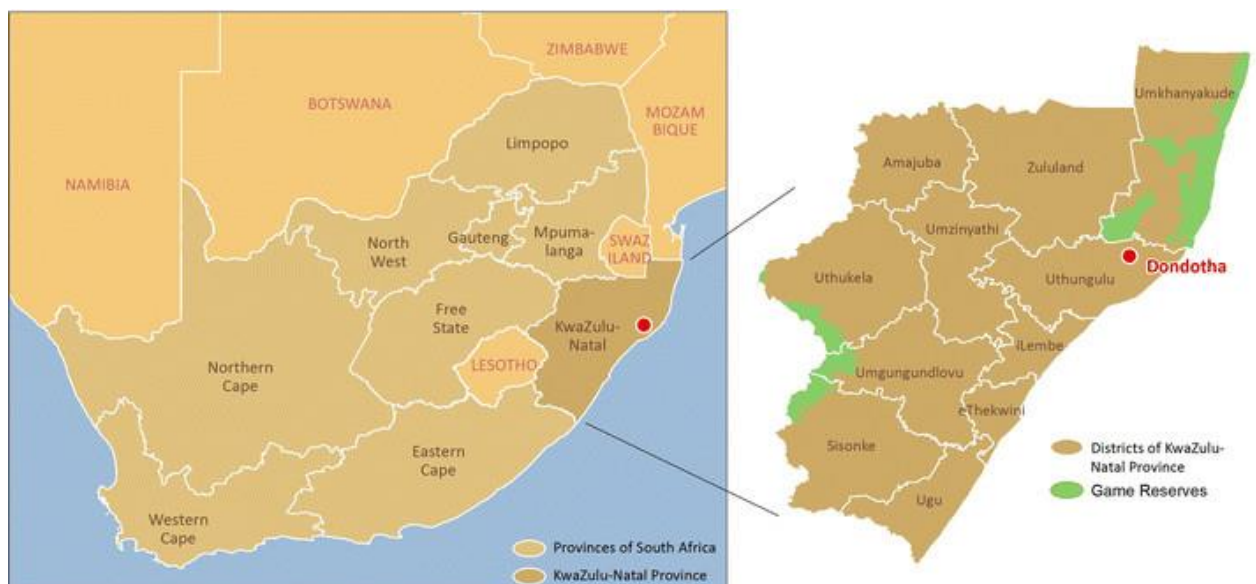 ZIMBABWE
BOTSWANA
MOZAM
BIQUE
Limpopo
NAMIBIA
North
West
Gauteng
Mpuma-
langa
SWAZ
ILAND
Free
State
KwaZulu-
Natal
LESOTHO
Northern
Cape
Eastern
Cape
Western
Cape
Provinces of South Africa
KwaZulu-Natal Province
Umkhanyakude
Amajuba
Zululand
Umzinyathi
Uthukela
Uthungulu
Dondotha
iLembe
Umgungundlovu
eThekwini
Sisonke
Ugu
Districts of KwaZulu-
Natal Province
Game Reserves